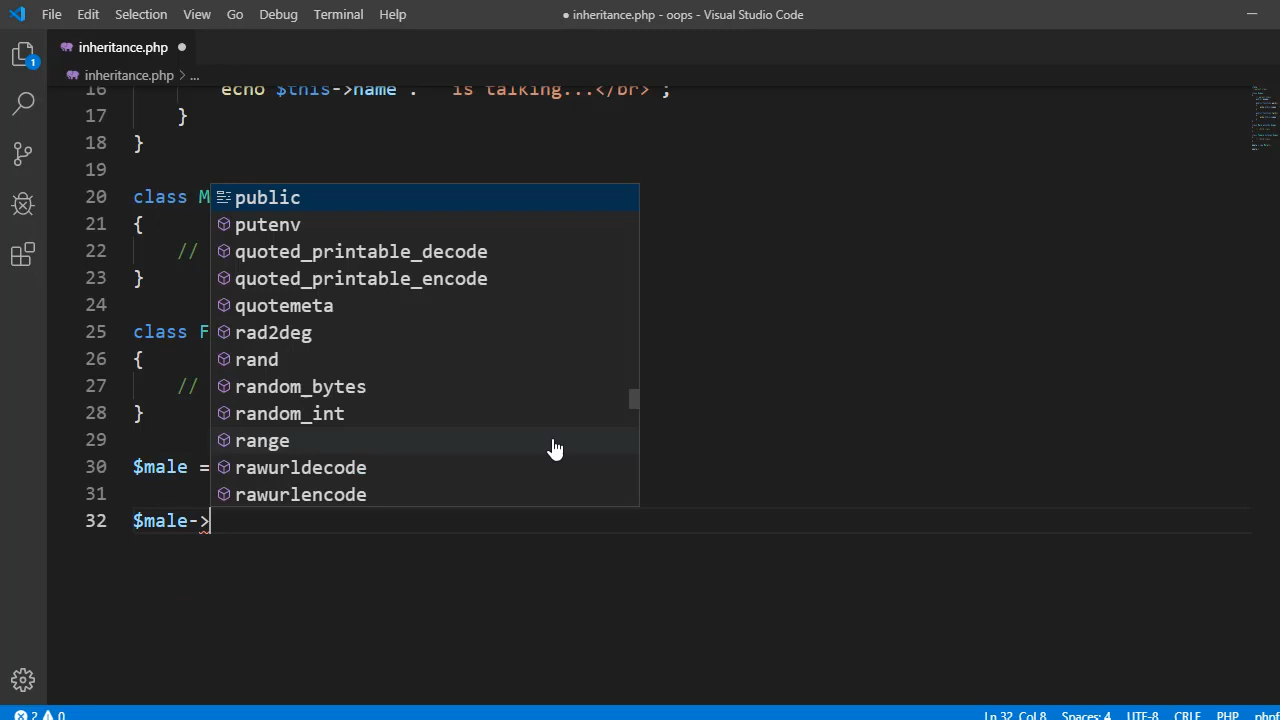 File Edit Selection View Go Debug Terminal Help ● inheritance.php - oops - Visual Studio Code
inheritance.php ●
inheritance.php > ...
16 echo $this->name . " is talking...</br>";
17 }
18 }
19
20 class M
21 {
22 //
23 }
24
25 class F
26 {
27 //
28 }
29
30 $male =
31
32 $male->
public
putenv
quoted_printable_decode
quoted_printable_encode
quotemeta
rad2deg
rand
random_bytes
random_int
range
rawurldecode
rawurlencode
1
2 0 Ln 32, Col 8 Spaces: 4 UTF-8 CRLF PHP